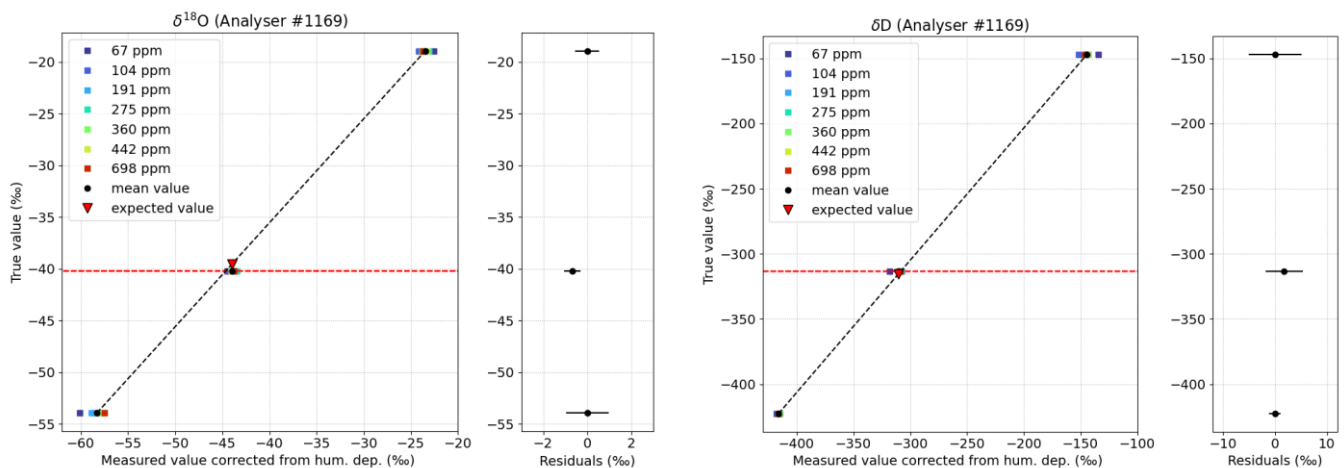 δ¹⁸O (Analyser #1169)
67 ppm
104 ppm
191 ppm
275 ppm
360 ppm
442 ppm
698 ppm
mean value
expected value
True value (‰)
−20
−25
−30
−35
−40
−45
−50
−55
−60 −55 −50 −45 −40 −35 −30 −25 −20
Measured value corrected from hum. dep. (‰)
−20
−25
−30
−35
−40
−45
−50
−55
−2 0 2
Residuals (‰)
δD (Analyser #1169)
67 ppm
104 ppm
191 ppm
275 ppm
360 ppm
442 ppm
698 ppm
mean value
expected value
True value (‰)
−150
−200
−250
−300
−350
−400
−400 −350 −300 −250 −200 −150 −100
Measured value corrected from hum. dep. (‰)
−150
−200
−250
−300
−350
−400
−10 0 10
Residuals (‰)